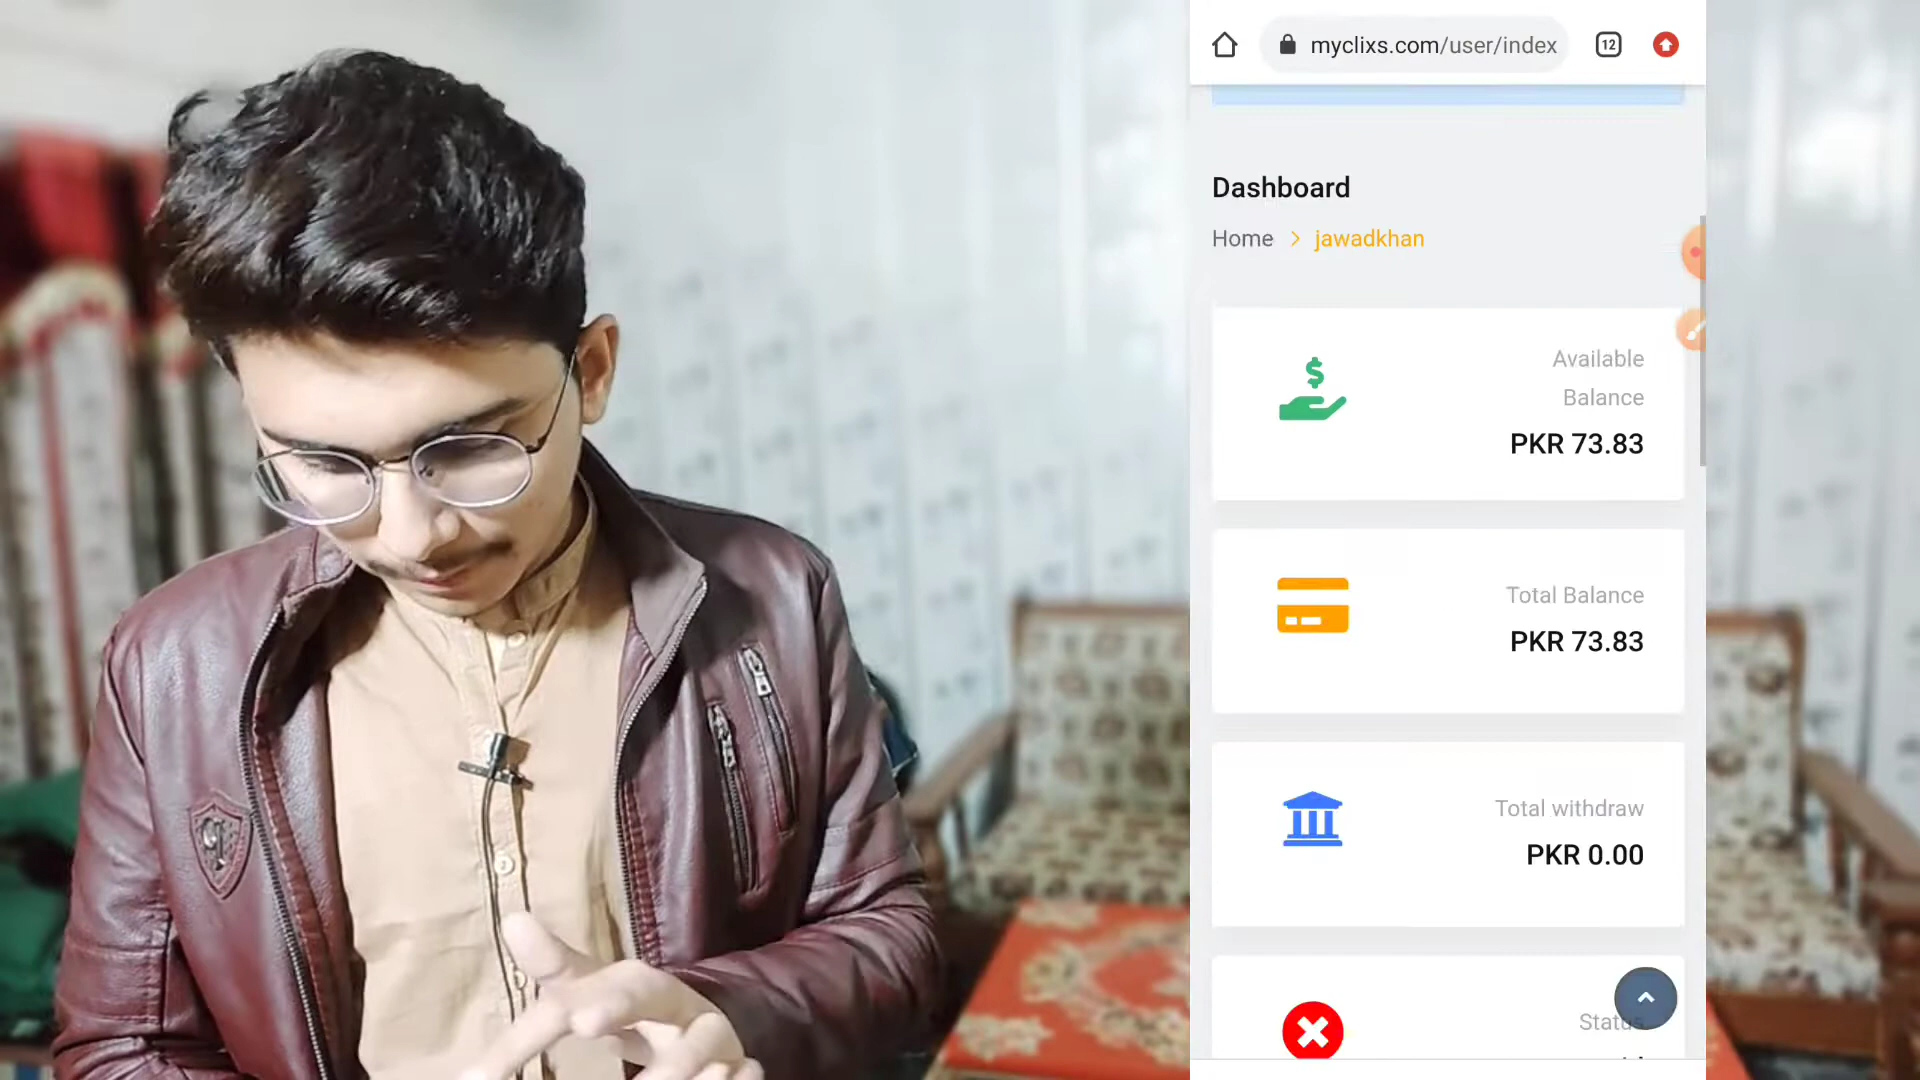 myclixs.com/user/index
12
Dashboard
Home > jawadkhan
Available
Balance
PKR 73.83
Total Balance
PKR 73.83
Total withdraw
PKR 0.00
Status